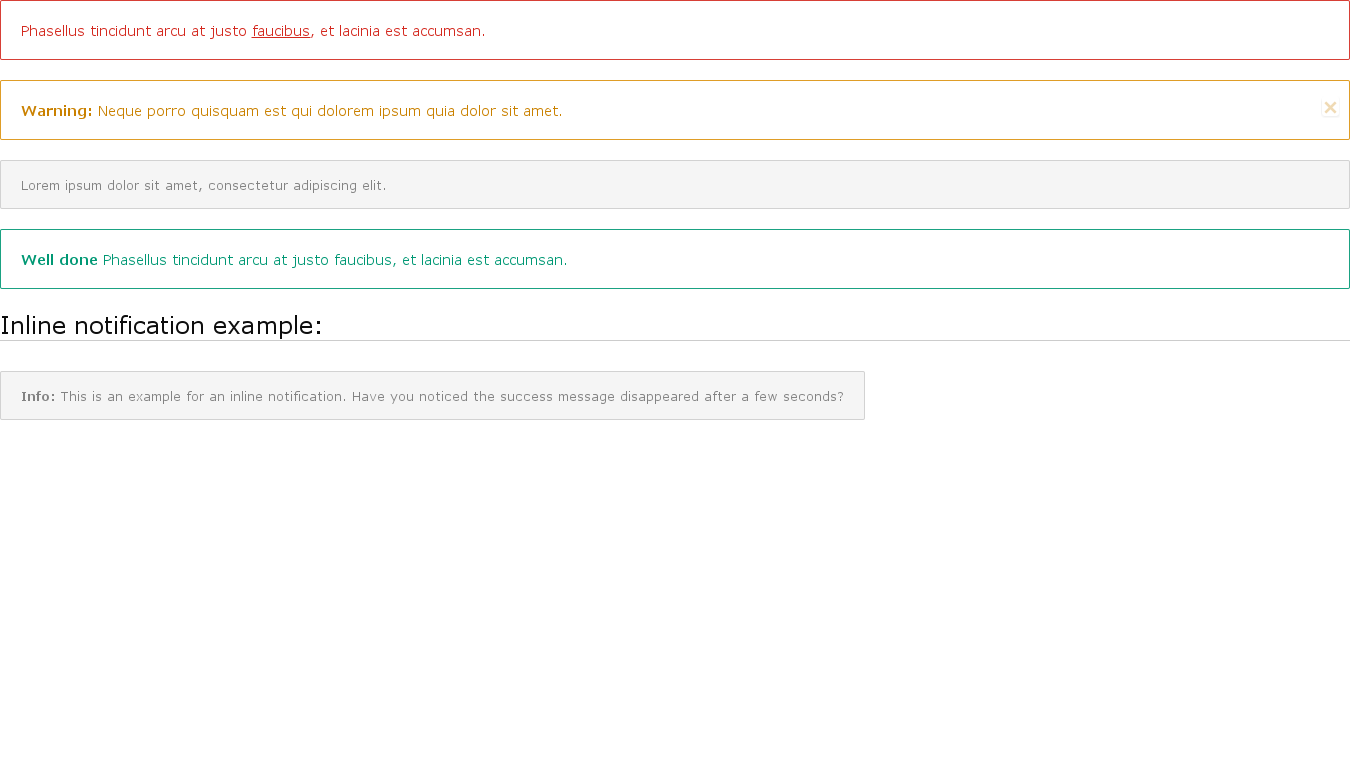 Phasellus tincidunt arcu at justo faucibus, et lacinia est accumsan.
Warning: Neque porro quisquam est qui dolorem ipsum quia dolor sit amet.
Lorem ipsum dolor sit amet, consectetur adipiscing elit.
Well done Phasellus tincidunt arcu at justo faucibus, et lacinia est accumsan.
Inline notification example:
Info: This is an example for an inline notification. Have you noticed the success message disappeared after a few seconds?